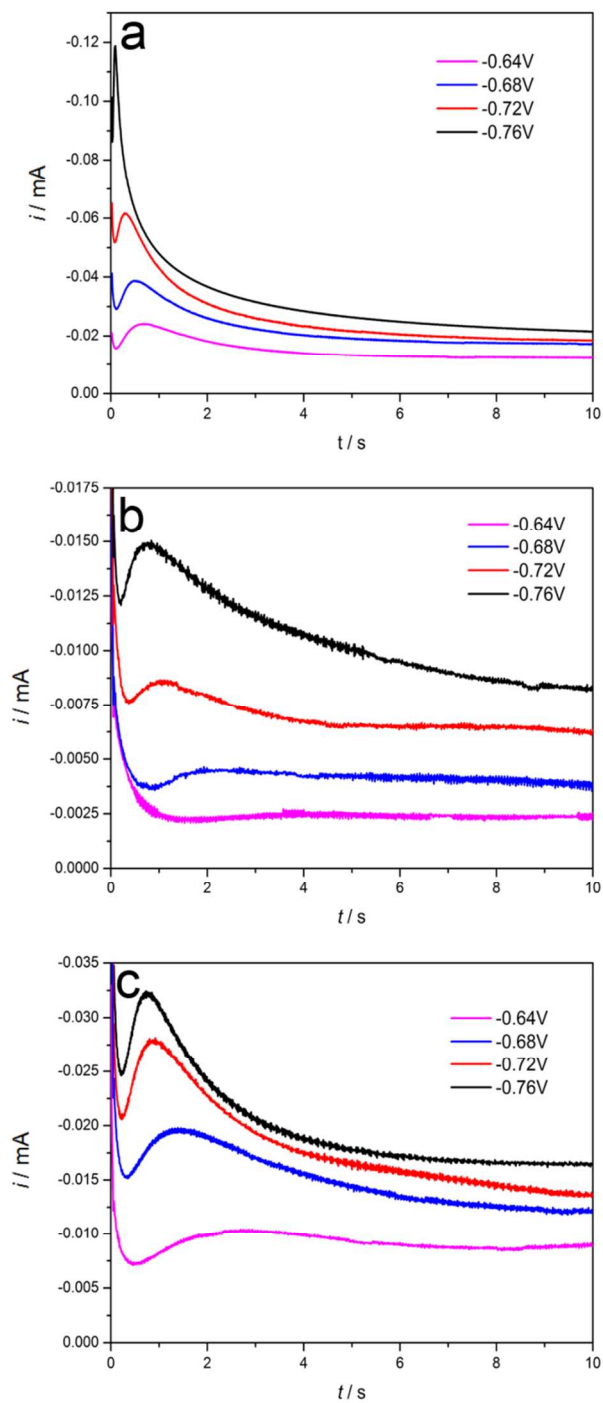 a
-0.64V
-0.68V
-0.72V
-0.76V
-0.12
-0.10
-0.08
-0.06
-0.04
-0.02
0.00
i / mA
0 2 4 6 8 10
t / s
b
-0.64V
-0.68V
-0.72V
-0.76V
-0.0175
-0.0150
-0.0125
-0.0100
-0.0075
-0.0050
-0.0025
0.0000
i / mA
0 2 4 6 8 10
t / s
c
-0.64V
-0.68V
-0.72V
-0.76V
-0.035
-0.030
-0.025
-0.020
-0.015
-0.010
-0.005
0.000
i / mA
0 2 4 6 8 10
t / s